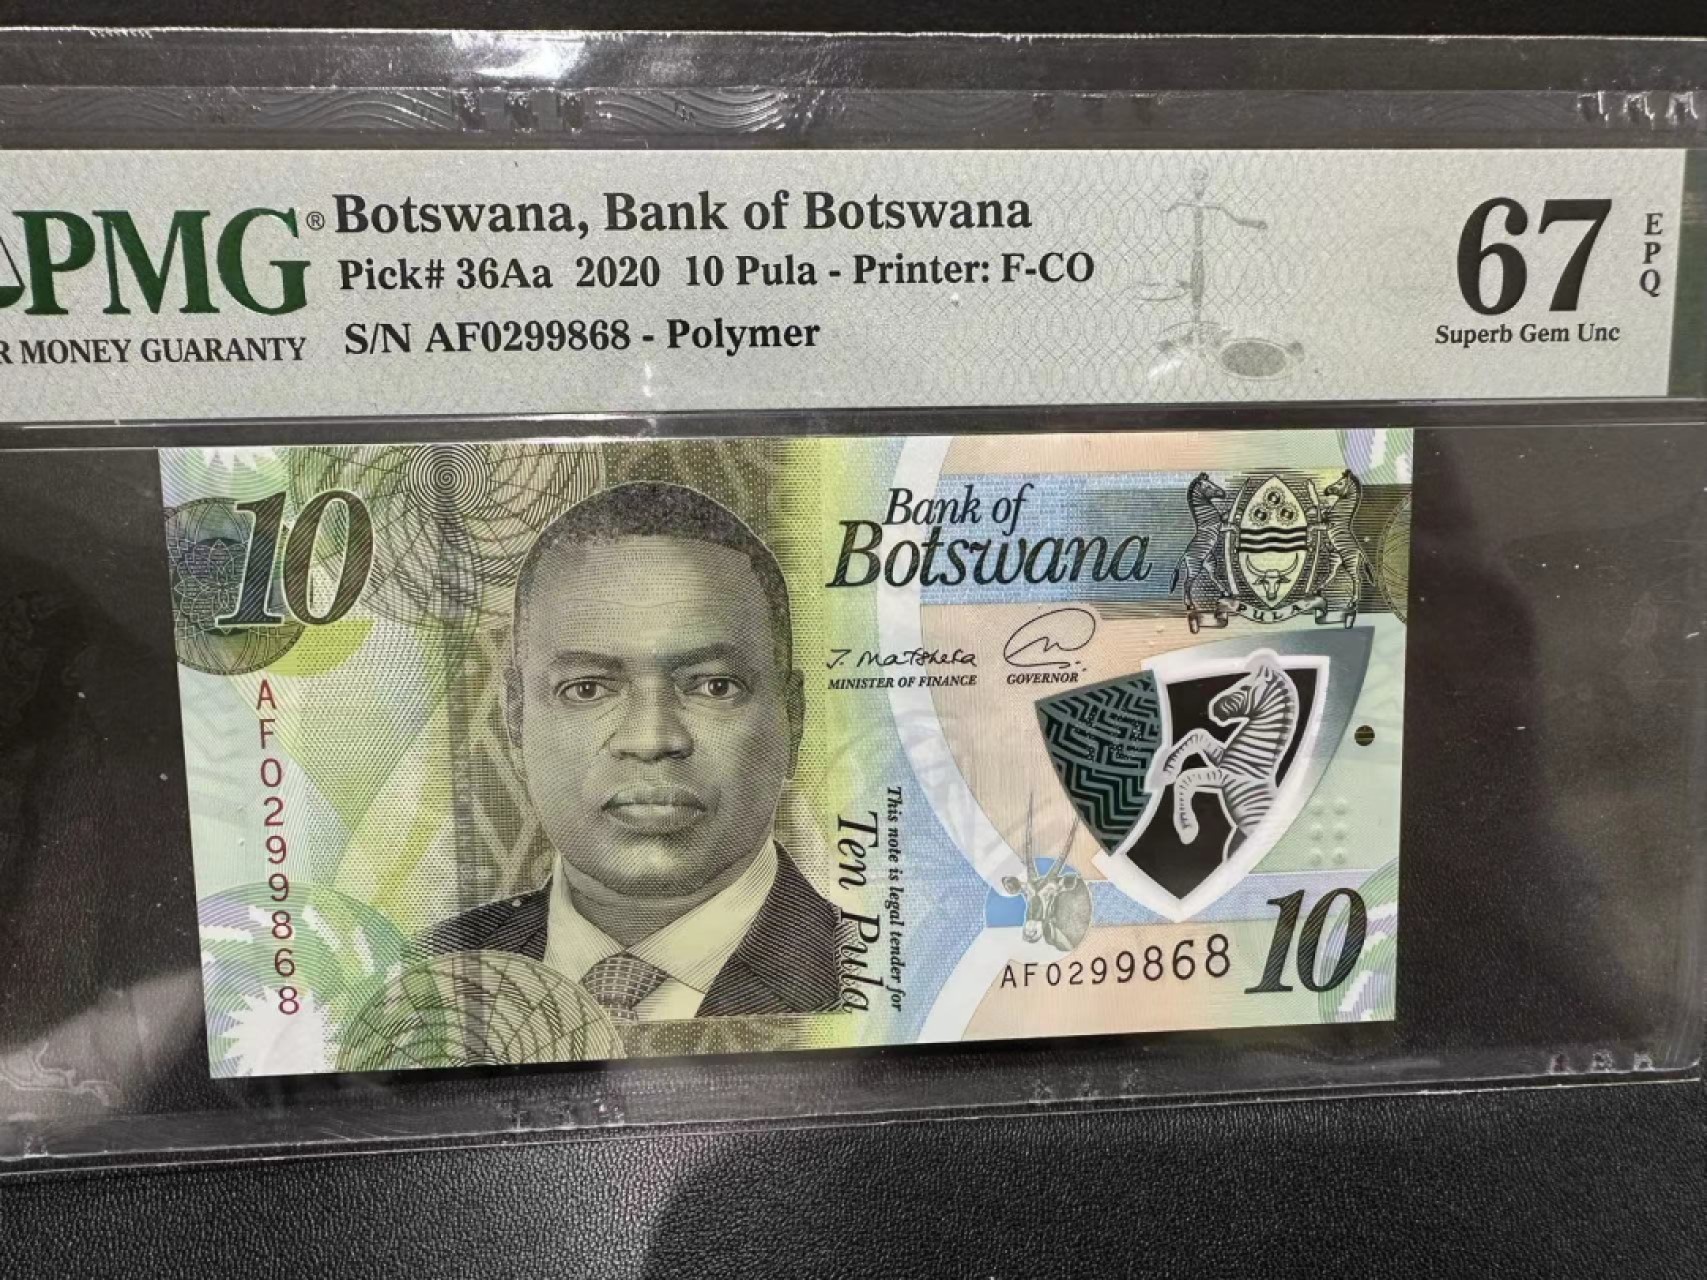 PMG®
R MONEY GUARANTY
Botswana, Bank of Botswana
Pick# 36Aa 2020 10 Pula - Printer: F-CO
S/N AF0299868 - Polymer
67
EPQ
Superb Gem Unc
10
Bank of
Botswana
PULA
J. Matsheka
MINISTER OF FINANCE
GOVERNOR
AF0299868
This note is legal tender for
Ten Pula
AF0299868
10